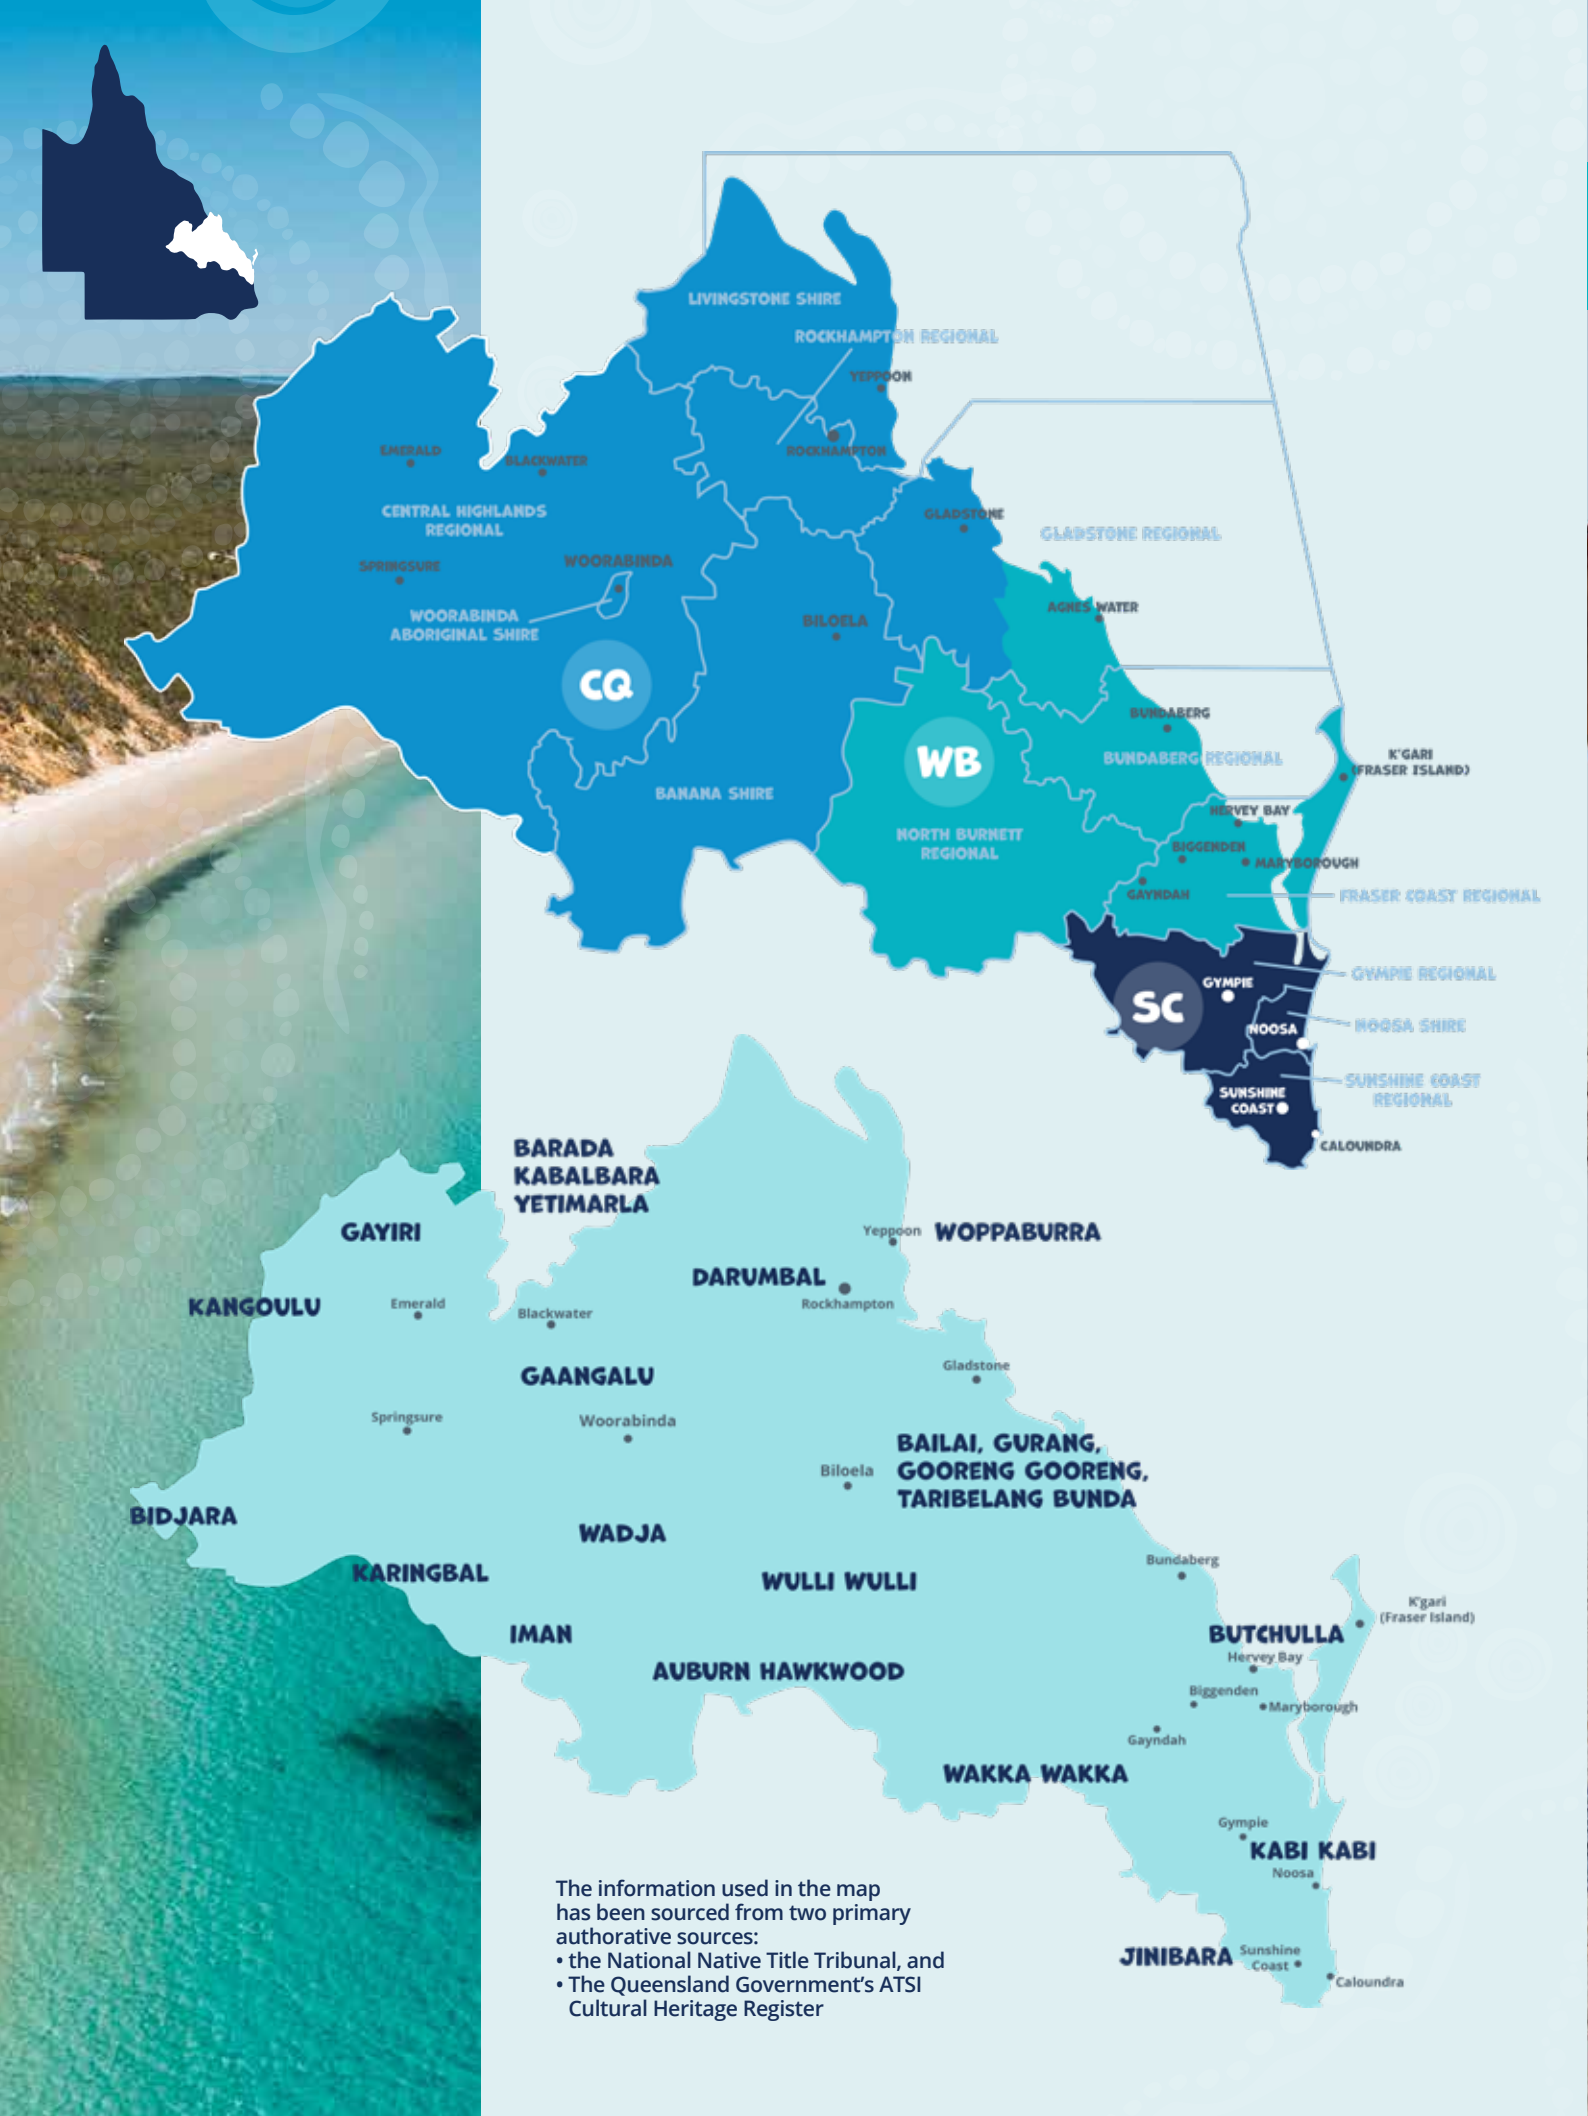 LIVINGSTONE SHIRE
ROCKHAMPTON REGIONAL
YEPPOON
ROCKHAMPTON
EMERALD
BLACKWATER
CENTRAL HIGHLANDS
REGIONAL
GLADSTONE
GLADSTONE REGIONAL
SPRINGSURE
WOORABINDA
WOORABINDA
ABORIGINAL SHIRE
AGNES WATER
BILOELA
CQ
BUNDABERG
WB
BUNDABERG REGIONAL
K'GARI
(FRASER ISLAND)
BANANA SHIRE
HERVEY BAY
NORTH BURNETT
REGIONAL
BIGGENDEN
MARYBOROUGH
GAYNDAH
FRASER COAST REGIONAL
GYMPIE REGIONAL
GYMPIE
SC
NOOSA
NOOSA SHIRE
SUNSHINE COAST
REGIONAL
SUNSHINE
COAST
CALOUNDRA
BARADA
KABALBARA
YETIMARLA
GAYIRI
Yeppoon
WOPPABURRA
DARUMBAL
Rockhampton
KANGOULU
Emerald
Blackwater
GAANGALU
Gladstone
Springsure
Woorabinda
BAILAI, GURANG,
GOORENG GOORENG,
TARIBELANG BUNDA
Biloela
BIDJARA
WADJA
KARINGBAL
WULLI WULLI
Bundaberg
K'gari
(Fraser Island)
IMAN
BUTCHULLA
Hervey Bay
AUBURN HAWKWOOD
Biggenden
Maryborough
Gayndah
WAKKA WAKKA
Gympie
KABI KABI
Noosa
The information used in the map
has been sourced from two primary
authorative sources:
• the National Native Title Tribunal, and
• The Queensland Government's ATSI
Cultural Heritage Register
JINIBARA
Sunshine
Coast
Caloundra